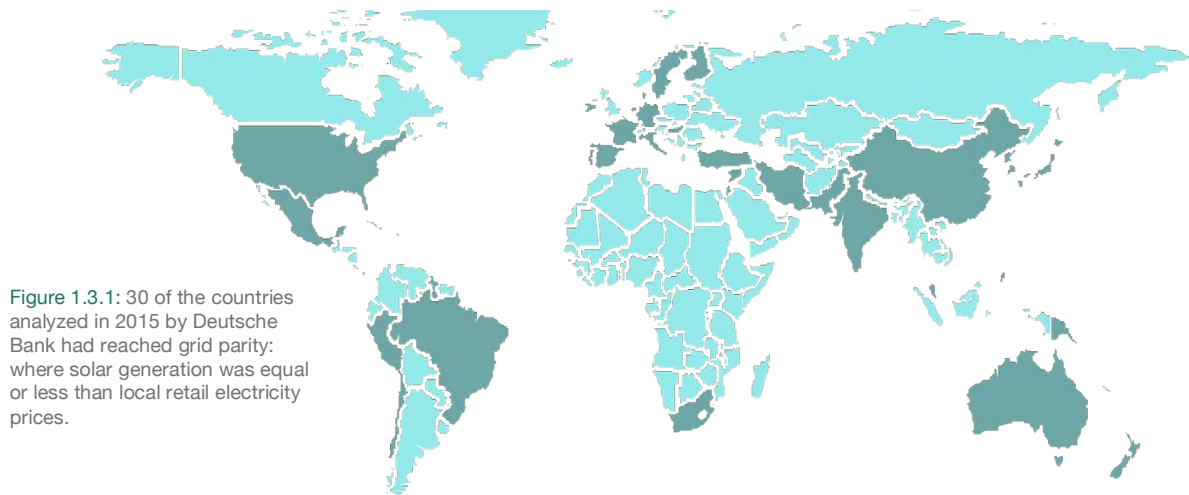 Figure 1.3.1: 30 of the countries
analyzed in 2015 by Deutsche
Bank had reached grid parity:
where solar generation was equal
or less than local retail electricity
prices.